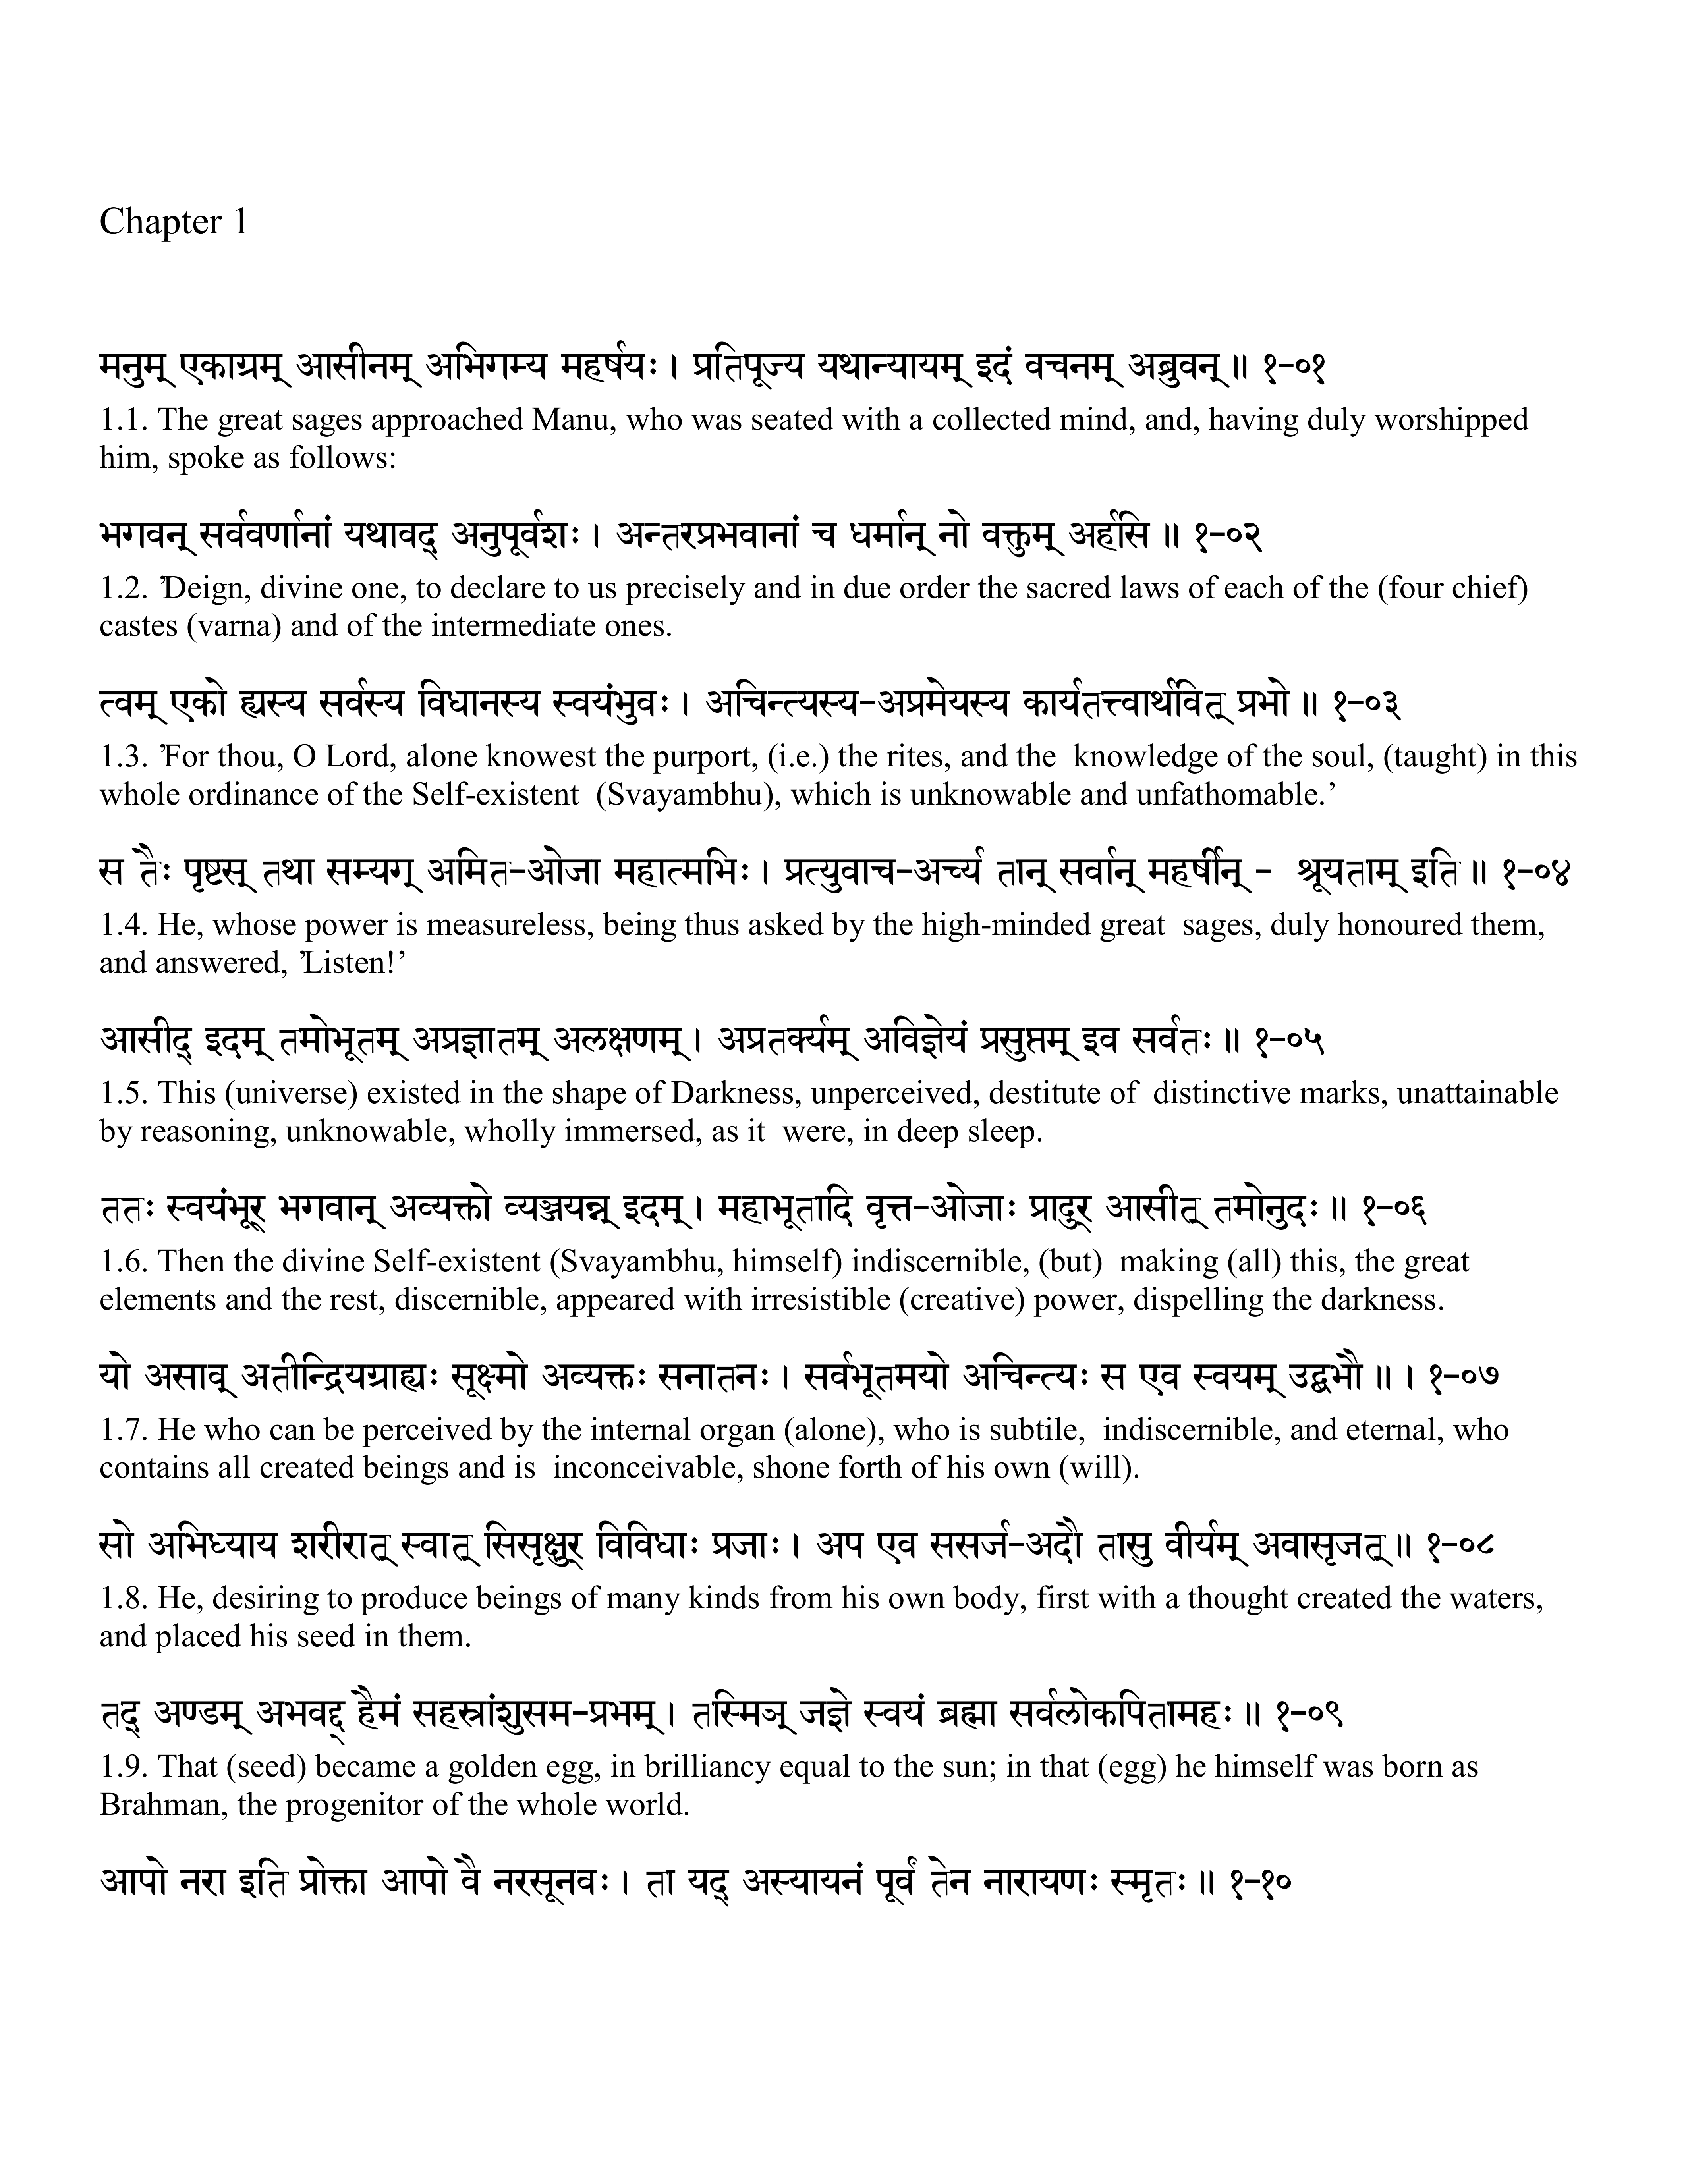 Chapter 1
मनुम् एकाग्रम् आसीनम् अभिगम्य महर्षयः । प्रतिपूज्य यथान्यायम् इदं वचनम् अब्रुवन् ॥ १-०१
1.1. The great sages approached Manu, who was seated with a collected mind, and, having duly worshipped
him, spoke as follows:
भगवन् सर्ववर्णानां यथावद् अनुपूर्वशः । अन्तरप्रभवानां च धर्मान् नो वक्तुम् अर्हसि ॥ १-०२
1.2. ’Deign, divine one, to declare to us precisely and in due order the sacred laws of each of the (four chief)
castes (varna) and of the intermediate ones.
त्वम् एको ह्यस्य सर्वस्य विधानस्य स्वयंभुवः । अचिन्त्यस्य-अप्रमेयस्य कार्यतत्त्वार्थवित् प्रभो ॥ १-०३
1.3. ’For thou, O Lord, alone knowest the purport, (i.e.) the rites, and the  knowledge of the soul, (taught) in this
whole ordinance of the Self-existent  (Svayambhu), which is unknowable and unfathomable.’
स तैः पृष्टस् तथा सम्यग् अमित-ओजा महात्मभिः । प्रत्युवाच-अर्च्य तान् सर्वान् महर्षीन् -  श्रूयताम् इति ॥ १-०४
1.4. He, whose power is measureless, being thus asked by the high-minded great  sages, duly honoured them,
and answered, ’Listen!’
आसीद् इदम् तमोभूतम् अप्रज्ञातम् अलक्षणम् । अप्रतर्क्यम् अविज्ञेयं प्रसुप्तम् इव सर्वतः ॥ १-०५
1.5. This (universe) existed in the shape of Darkness, unperceived, destitute of  distinctive marks, unattainable
by reasoning, unknowable, wholly immersed, as it  were, in deep sleep.
ततः स्वयंभूर् भगवान् अव्यक्तो व्यञ्जयन्न् इदम् । महाभूतादि वृत्त-ओजाः प्रादुर् आसीत् तमोनुदः ॥ १-०६
1.6. Then the divine Self-existent (Svayambhu, himself) indiscernible, (but)  making (all) this, the great
elements and the rest, discernible, appeared with irresistible (creative) power, dispelling the darkness.
यो असाव् अतीन्द्रियग्राह्यः सूक्ष्मो अव्यक्तः सनातनः । सर्वभूतमयो अचिन्त्यः स एव स्वयम् उद्बभौ ॥ । १-०७
1.7. He who can be perceived by the internal organ (alone), who is subtile,  indiscernible, and eternal, who
contains all created beings and is  inconceivable, shone forth of his own (will).
सो अभिध्याय शरीरात् स्वात् सिसृक्षुर् विविधाः प्रजाः । अप एव ससर्ज-अदौ तासु वीर्यम् अवासृजत् ॥ १-०८
1.8. He, desiring to produce beings of many kinds from his own body, first with a thought created the waters,
and placed his seed in them.
तद् अण्डम् अभवद्द् हैमं सहस्रांशुसम-प्रभम् । तस्मिञ् जज्ञे स्वयं ब्रह्मा सर्वलोकपितामहः ॥ १-०९
1.9. That (seed) became a golden egg, in brilliancy equal to the sun; in that (egg) he himself was born as
Brahman, the progenitor of the whole world.
आपो नरा इति प्रोक्ता आपो वै नरसूनवः । ता यद् अस्यायनं पूर्वं तेन नारायणः स्मृतः ॥ १-१०